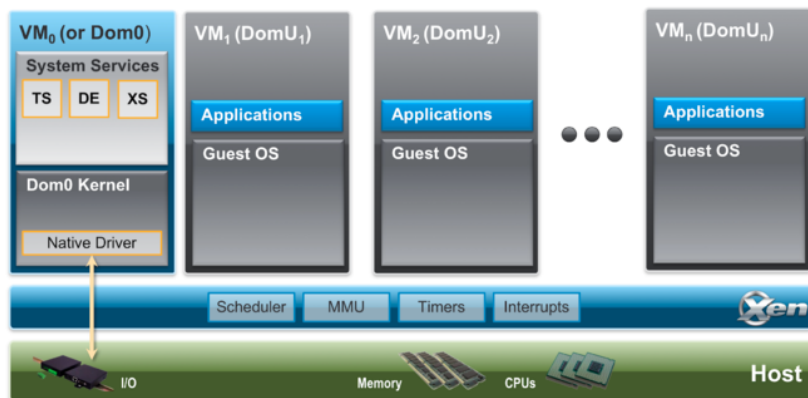 VM0 (or Dom0)
System Services
TS DE XS
Dom0 Kernel
Native Driver
VM1 (DomU1)
Applications
Guest OS
VM2 (DomU2)
Applications
Guest OS
VMn (DomUn)
Applications
Guest OS
Scheduler MMU Timers Interrupts
Xen
I/O Memory CPUs Host